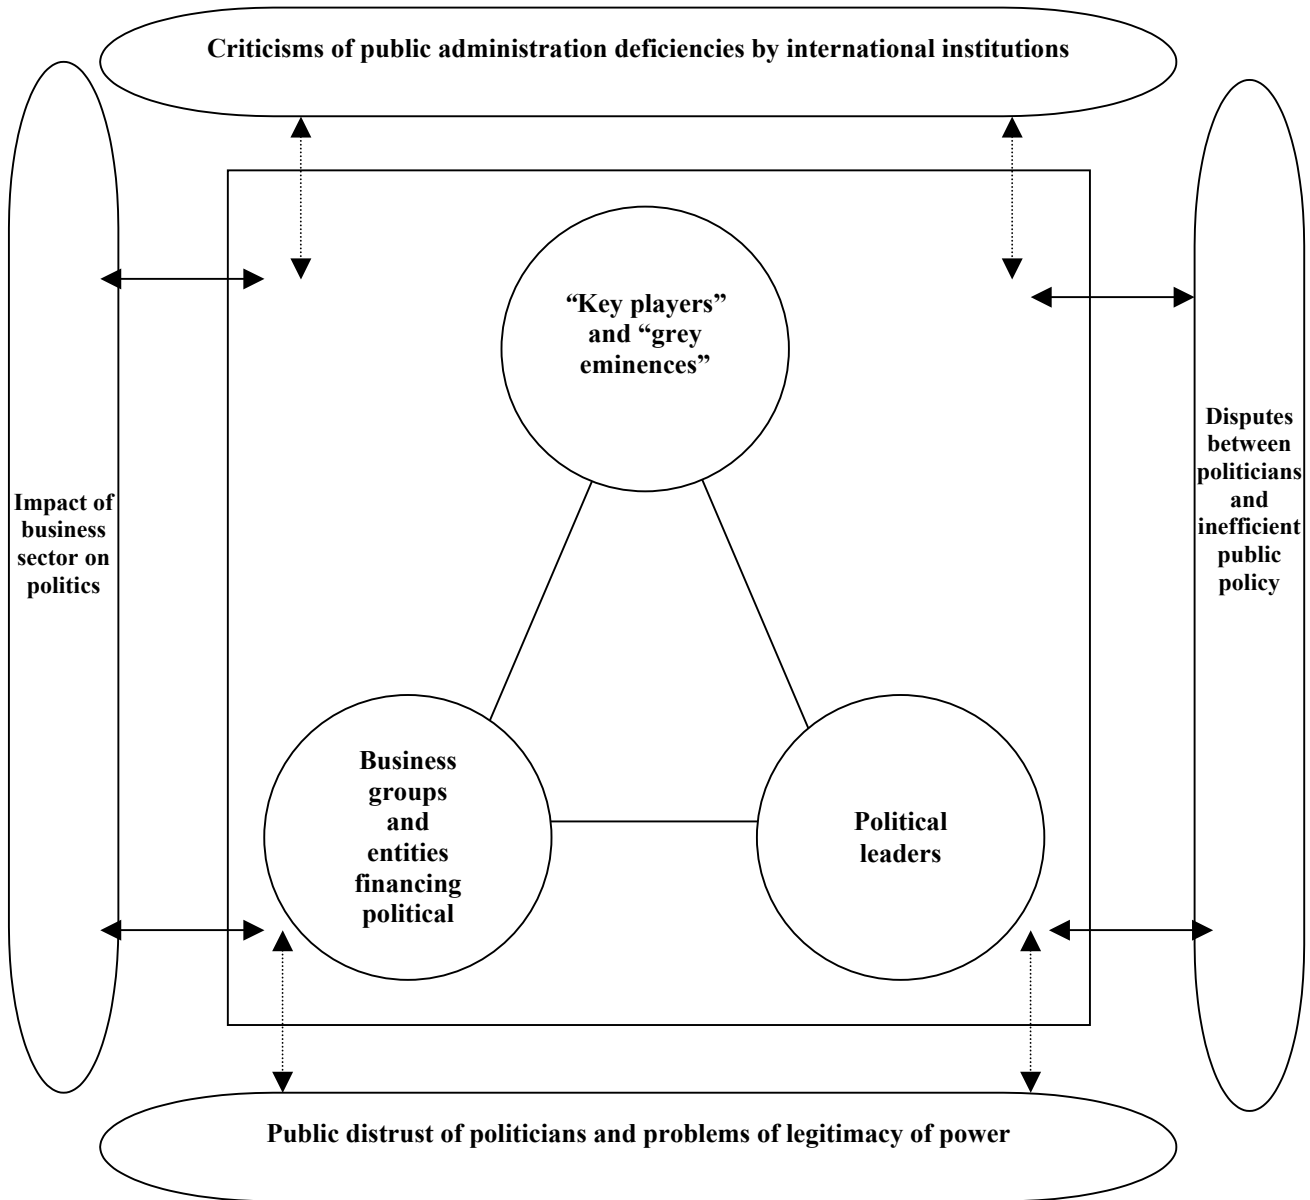 Criticisms of public administration deficiencies by international institutions
“Key players”
and “grey
eminences”
Impact of
business
sector on
politics
Disputes
between
politicians
and
inefficient
public
policy
Business
groups
and
entities
financing
political
Political
leaders
Public distrust of politicians and problems of legitimacy of power